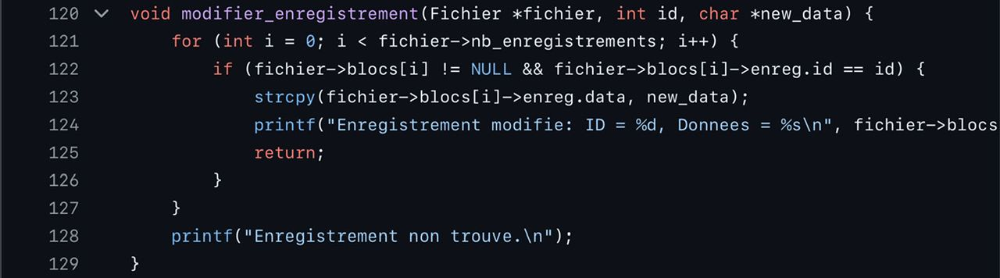 120 void modifier_enregistrement(Fichier *fichier, int id, char *new_data) {
121 for (int i = 0; i < fichier->nb_enregistrements; i++) {
122 if (fichier->blocs[i] != NULL && fichier->blocs[i]->enreg.id == id) {
123 strcpy(fichier->blocs[i]->enreg.data, new_data);
124 printf("Enregistrement modifie: ID = %d, Donnees = %s\n", fichier->blocs
125 return;
126 }
127 }
128 printf("Enregistrement non trouve.\n");
129 }